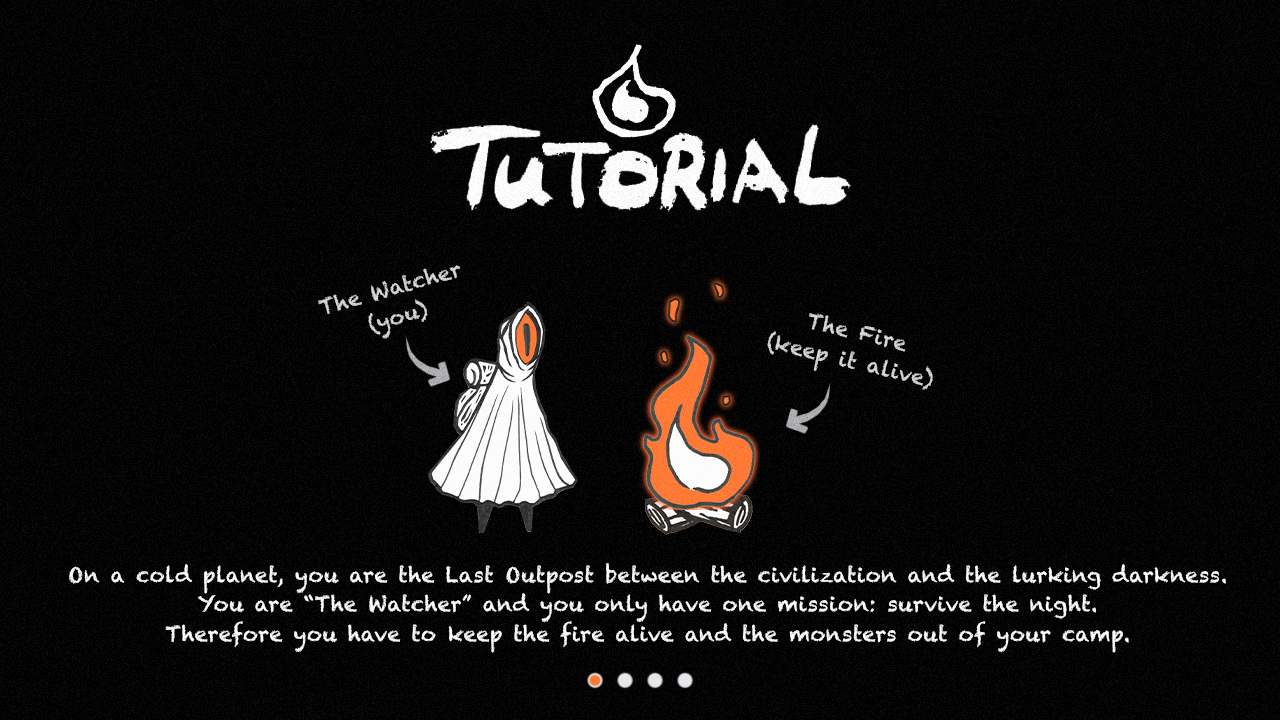 TUTORIAL
The Watcher
(you)
The Fire
(keep it alive)
On a cold planet, you are the Last Outpost between the civilization and the lurking darkness.
You are “The Watcher” and you only have one mission: survive the night.
Therefore you have to keep the fire alive and the monsters out of your camp.